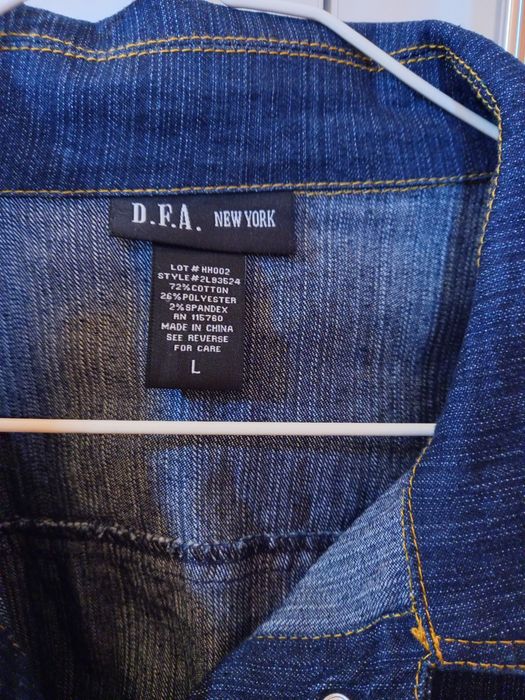 D.F.A. NEW YORK
LOT # HH002
STYLE#2L93524
72%COTTON
26%POLYESTER
2%SPANDEX
RN 115760
MADE IN CHINA
SEE REVERSE
FOR CARE
L